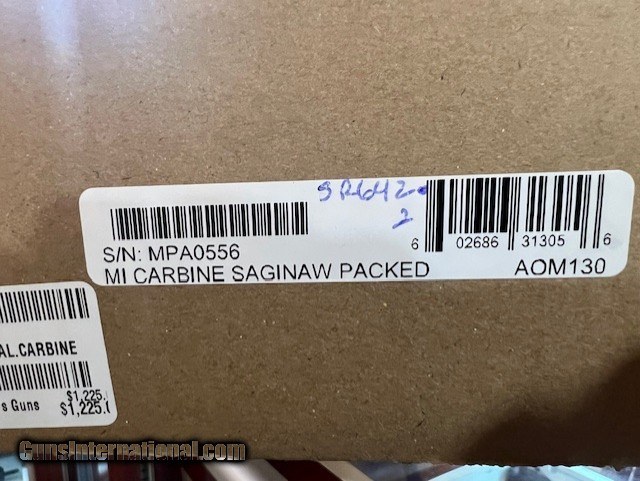 S/N: MPA0556
MI CARBINE SAGINAW PACKED
2
6 02686 31305 6
AOM130
AL.CARBINE
s Guns
$1,225.
$1,225.
GunsInternational.com